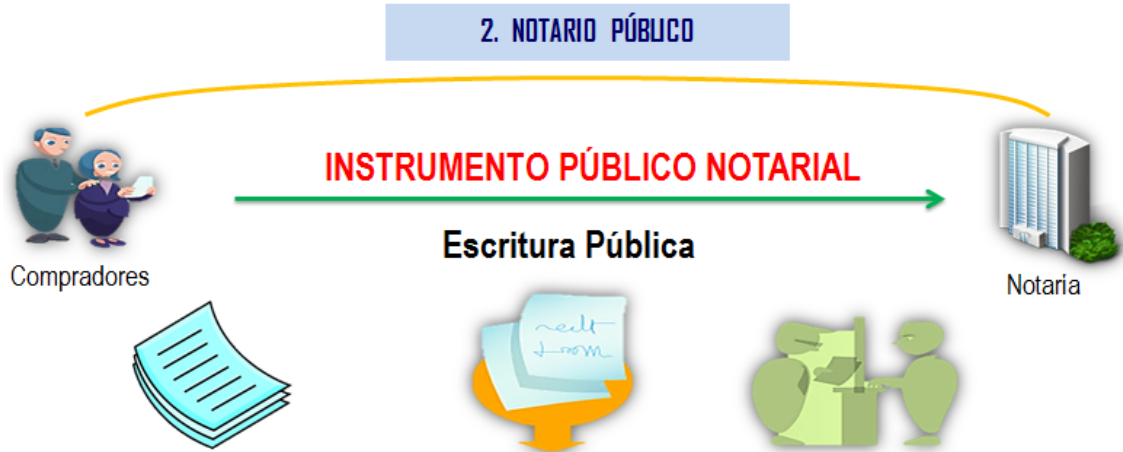 2. NOTARIO PÚBLICO
INSTRUMENTO PÚBLICO NOTARIAL
Escritura Pública
Compradores
Notaría